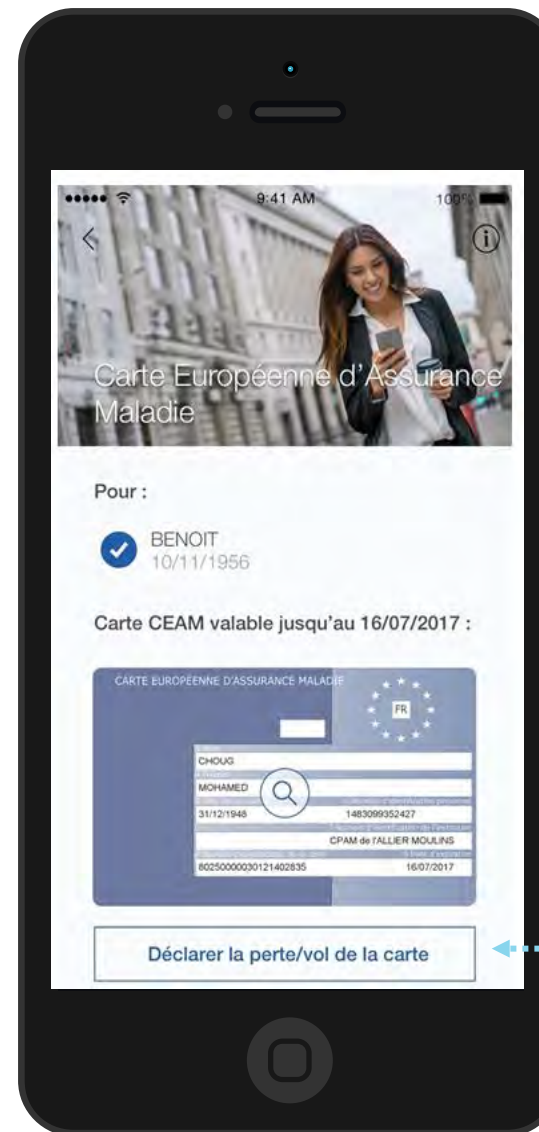 9:41 AM
100%
Carte Européenne d'Assurance
Maladie
Pour :
BENOIT
10/11/1956
Carte CEAM valable jusqu'au 16/07/2017 :
CARTE EUROPÉENNE D'ASSURANCE MALADIE
FR
CHOUG
MOHAMED
31/12/1948 1483099352427
CPAM de l'ALLIER MOULINS
80250000030121402835 16/07/2017
Déclarer la perte/vol de la carte